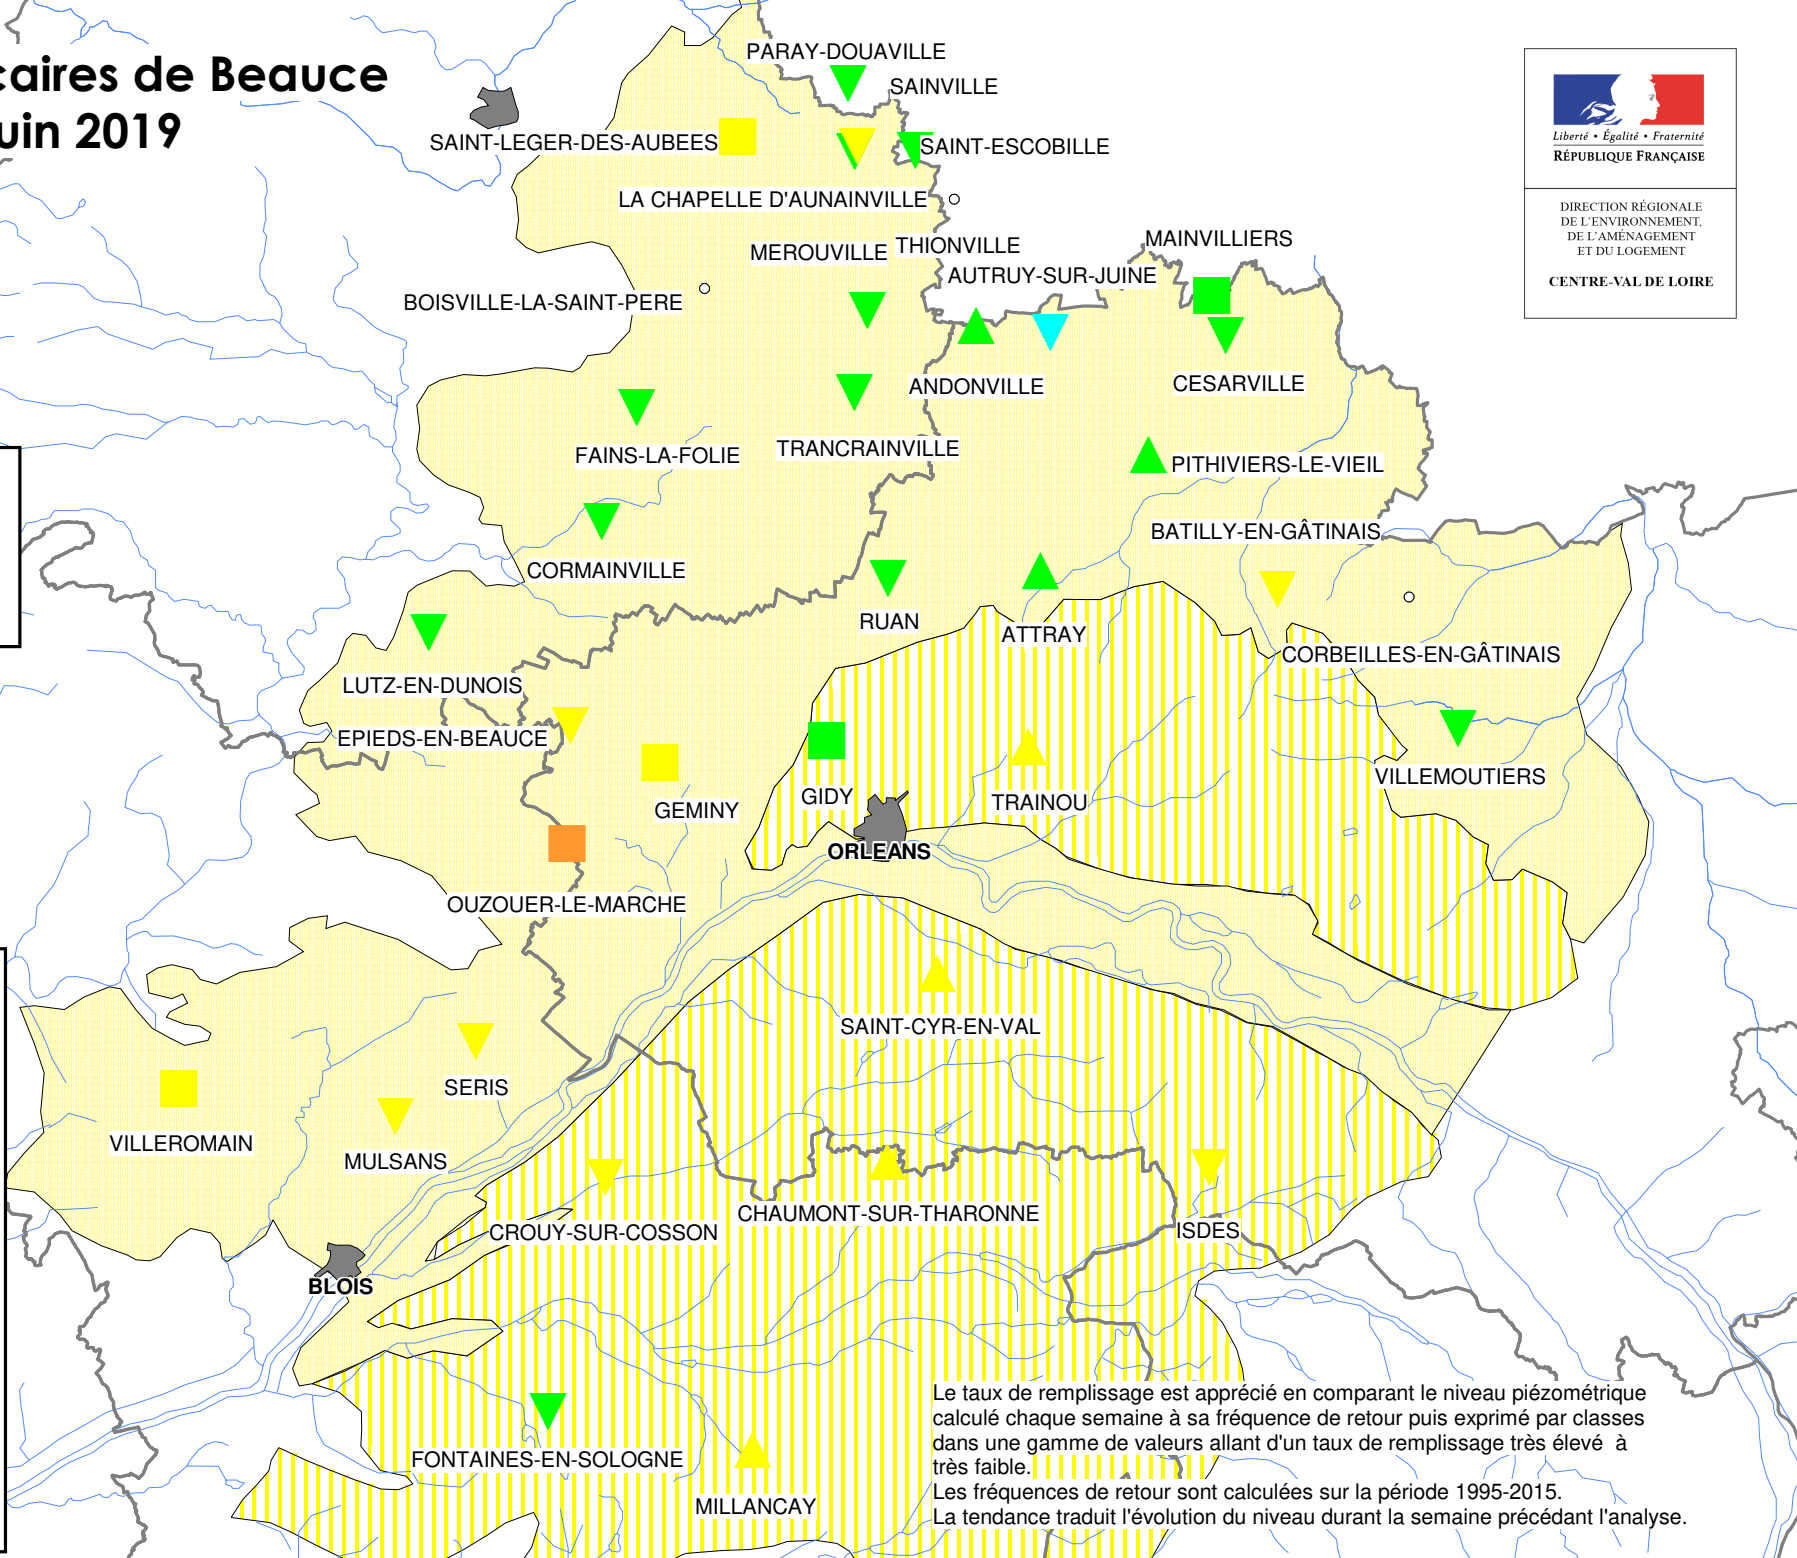 caires de Beauce
uin 2019
PARAY-DOUAVILLE
SAINVILLE
SAINT-LEGER-DES-AUBEES
SAINT-ESCOBILLE
LA CHAPELLE D'AUNAINVILLE
MEROUVILLE
THIONVILLE
MAINVILLIERS
AUTRUY-SUR-JUINE
BOISVILLE-LA-SAINT-PERE
ANDONVILLE
CESARVILLE
FAINS-LA-FOLIE
TRANCRAINVILLE
PITHIVIERS-LE-VIEIL
BATILLY-EN-GÂTINAIS
CORMAINVILLE
RUAN
ATTRAY
CORBEILLES-EN-GÂTINAIS
LUTZ-EN-DUNOIS
EPIEDS-EN-BEAUCE
VILLEMOUTIERS
GEMINY
GIDY
TRAINOU
ORLEANS
OUZOUER-LE-MARCHE
SAINT-CYR-EN-VAL
SERIS
VILLEROMAIN
MULSANS
CROUY-SUR-COSSON
CHAUMONT-SUR-THARONNE
ISDES
BLOIS
FONTAINES-EN-SOLOGNE
MILLANCAY
Liberté • Égalité • Fraternité
RÉPUBLIQUE FRANÇAISE
DIRECTION RÉGIONALE
DE L'ENVIRONNEMENT,
DE L'AMÉNAGEMENT
ET DU LOGEMENT
CENTRE-VAL DE LOIRE
Le taux de remplissage est apprécié en comparant le niveau piézométrique
calculé chaque semaine à sa fréquence de retour puis exprimé par classes
dans une gamme de valeurs allant d'un taux de remplissage très élevé à
très faible.
Les fréquences de retour sont calculées sur la période 1995-2015.
La tendance traduit l'évolution du niveau durant la semaine précédant l'analyse.